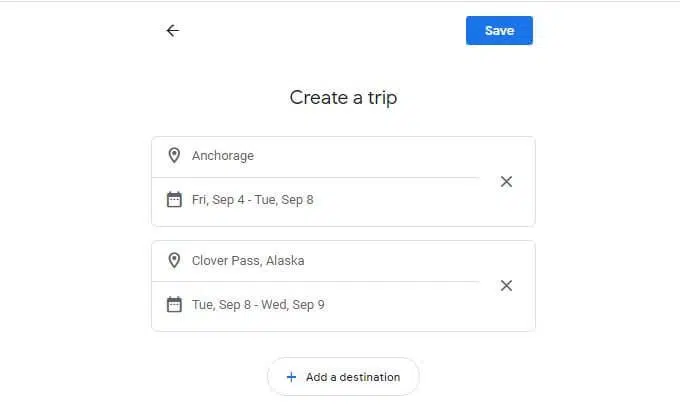 Save
Create a trip
Anchorage
Fri, Sep 4 - Tue, Sep 8
Clover Pass, Alaska
Tue, Sep 8 - Wed, Sep 9
+ Add a destination